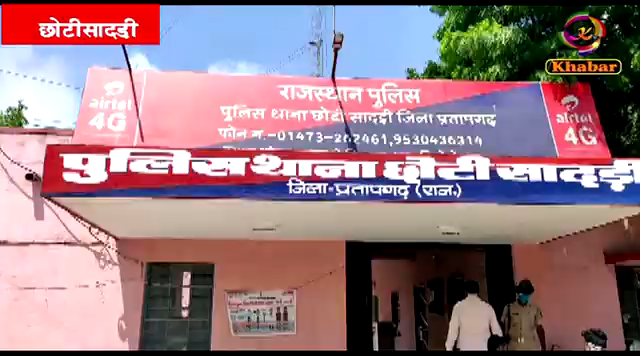 छोटीसादड़ी
Khabar
राजस्थान पुलिस
पुलिस थाना छोटी सादड़ी जिला प्रतापगढ़
फोन न.-01473-262461,9530436314
airtel
4G
airtel
4G
पुलिस थाना छोटी सादड़ी
जिला-प्रतापगढ़ (राज.)